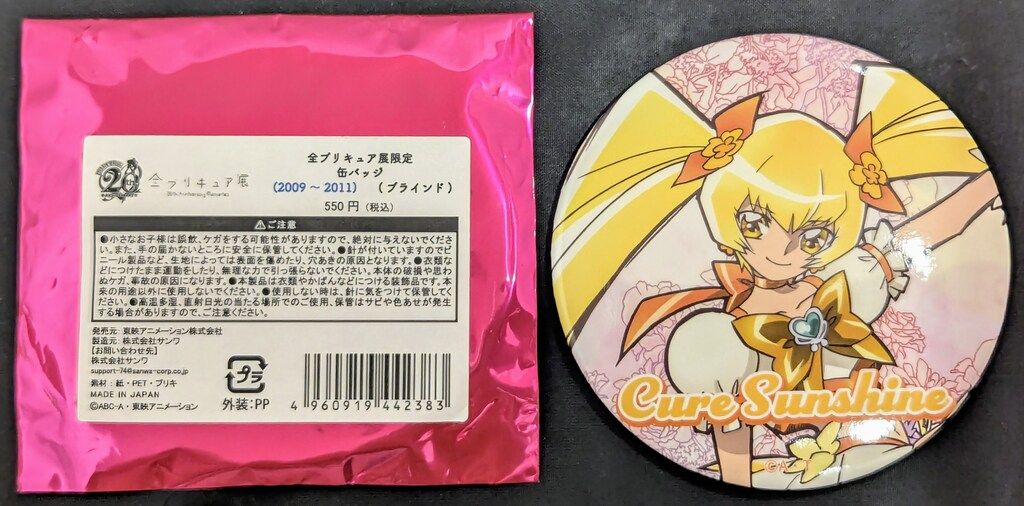 20th
全プリキュア展
20th Anniversary Memories
全プリキュア展限定
缶バッジ
(2009～2011) (ブラインド)
550円(税込)
⚠ご注意
●小さなお子様は誤飲、ケガをする可能性がありますので、絶対に与えないでくださ
い。また、手の届かないところに安全に保管してください。●針が付いていますのでビ
ニール製品など、生地によっては表面を傷めたり、穴あきの原因となります。●衣類な
どにつけたまま運動をしたり、無理な力で引っ張らないでください。本体の破損や思わ
ぬケガ、事故の原因になります。●本製品は衣類やかばんなどにつける装飾品です。本
来の用途以外に使用しないでください。●使用しない時は、針に気をつけて保管してく
ださい。●高温多湿、直射日光の当たる場所でのご使用、保管はサビや色あせが発生
する場合がありますので、ご注意ください。
発売元:東映アニメーション株式会社
製造元:株式会社サンワ
【お問い合わせ先】
株式会社サンワ
support-74@sanwa-corp.co.jp
素材:紙・PET・ブリキ
MADE IN JAPAN
©ABC-A・東映アニメーション
プラ
外装:PP
4 960919 442383
Cure Sunshine